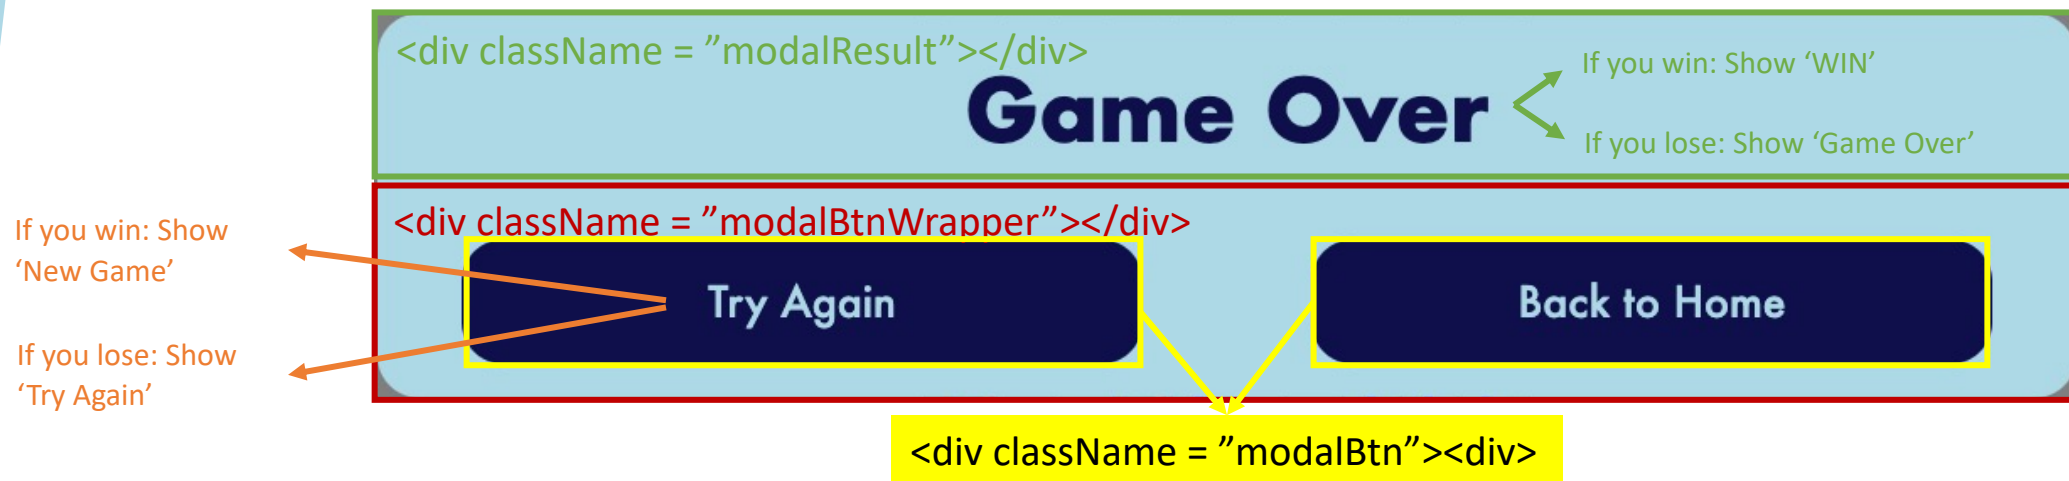 <div className = ”modalResult”></div>
Game Over
If you win: Show ‘WIN’
If you lose: Show ‘Game Over’
<div className = ”modalBtnWrapper”></div>
If you win: Show
‘New Game’
Try Again
Back to Home
If you lose: Show
‘Try Again’
<div className = ”modalBtn”><div>